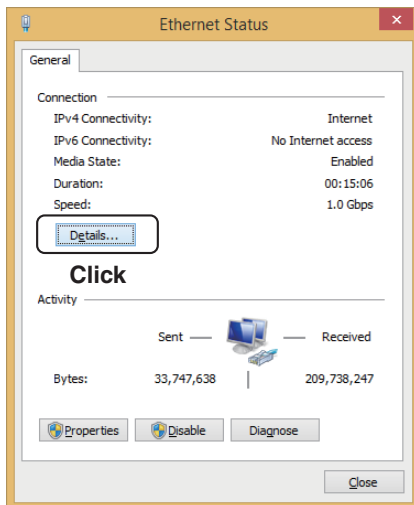 Ethernet Status
General
Connection
IPv4 Connectivity: Internet
IPv6 Connectivity: No Internet access
Media State: Enabled
Duration: 00:15:06
Speed: 1.0 Gbps
Details...
Click
Activity
Sent Received
Bytes: 33,747,638 209,738,247
Properties Disable Diagnose
Close